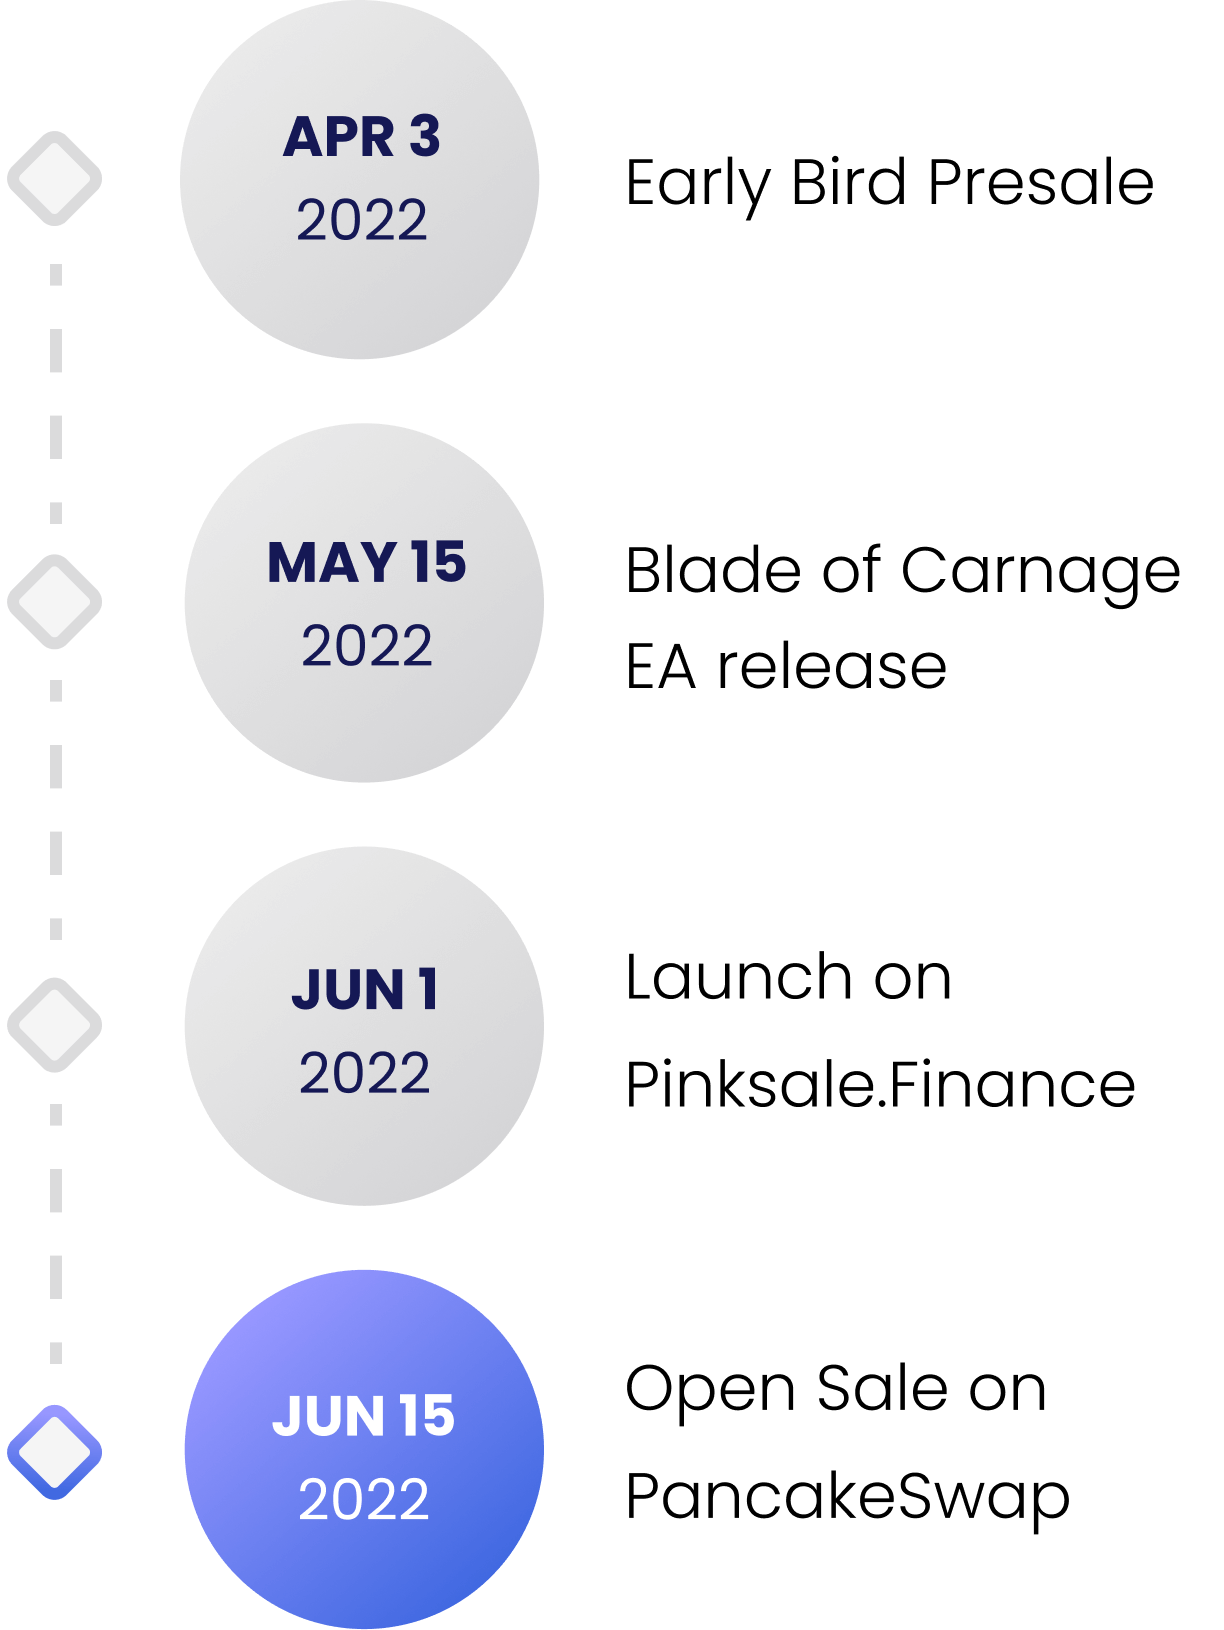 APR 3
2022
Early Bird Presale
MAY 15
2022
Blade of Carnage
EA release
JUN 1
2022
Launch on
Pinksale.Finance
JUN 15
2022
Open Sale on
PancakeSwap